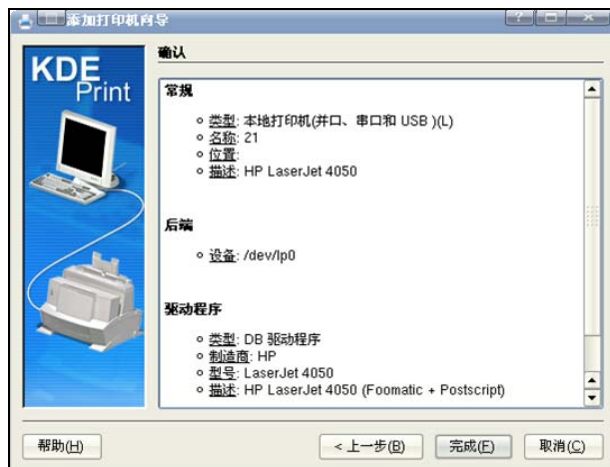 添加打印机向导
KDE
Print
确认
常规
类型: 本地打印机(并口、串口和 USB )(L)
名称: 21
位置:
描述: HP LaserJet 4050
后端
设备: /dev/lp0
驱动程序
类型: DB 驱动程序
制造商: HP
型号: LaserJet 4050
描述: HP LaserJet 4050 (Foomatic + Postscript)
帮助(H)
< 上一步(B)
完成(F)
取消(C)